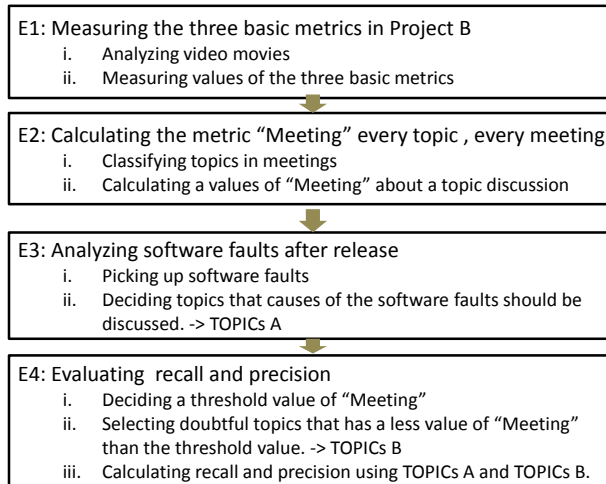 E1: Measuring the three basic metrics in Project B
i. Analyzing video movies
ii. Measuring values of the three basic metrics
E2: Calculating the metric “Meeting” every topic , every meeting
i. Classifying topics in meetings
ii. Calculating a values of “Meeting” about a topic discussion
E3: Analyzing software faults after release
i. Picking up software faults
ii. Deciding topics that causes of the software faults should be
discussed. -> TOPICs A
E4: Evaluating recall and precision
i. Deciding a threshold value of “Meeting”
ii. Selecting doubtful topics that has a less value of “Meeting”
than the threshold value. -> TOPICs B
iii. Calculating recall and precision using TOPICs A and TOPICs B.